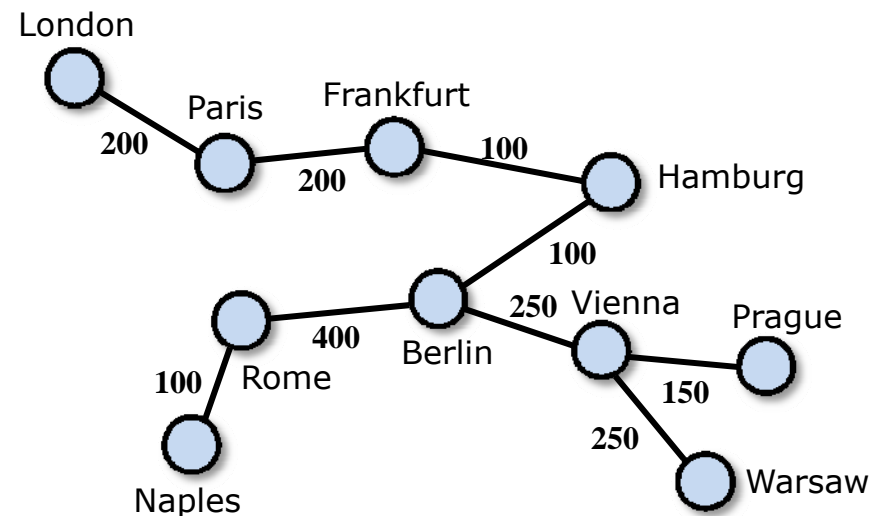 London
Paris
Frankfurt
200
200
100
Hamburg
100
250
Vienna
Prague
400
Berlin
Rome
100
150
250
Warsaw
Naples